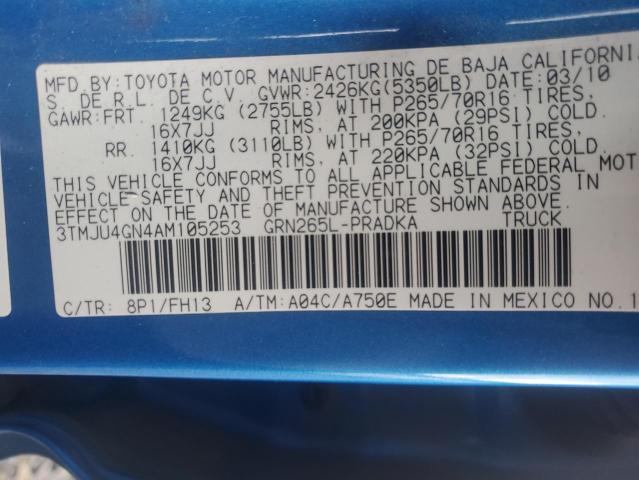 MFD.BY:TOYOTA MOTOR MANUFACTURING DE BAJA CALIFORNIA
S. DE R.L. DE C.V. GVWR:2426KG(5350LB) DATE:03/10
GAWR:FRT. 1249KG (2755LB) WITH P265/70R16 TIRES,
16X7JJ RIMS, AT 200KPA (29PSI) COLD.
RR 1410KG (3110LB) WITH P265/70R16 TIRES,
16X7JJ RIMS, AT 220KPA (32PSI) COLD.
THIS VEHICLE CONFORMS TO ALL APPLICABLE FEDERAL MOT
VEHICLE SAFETY AND THEFT PREVENTION STANDARDS IN
EFFECT ON THE DATE OF MANUFACTURE SHOWN ABOVE.
3TMJU4GN4AM105253 GRN265L-PRADKA TRUCK
C/TR: 8P1/FH13 A/TM:A04C/A750E MADE IN MEXICO NO.1